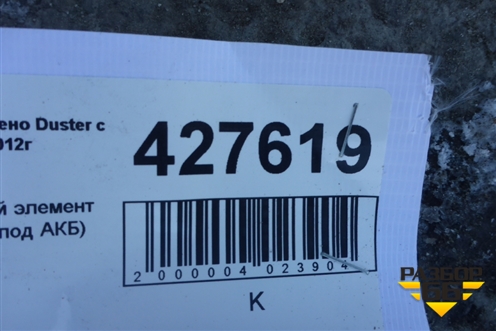 ено Duster с
012г
427619
й элемент
под АКБ)
2 000004 023904
К
РАЗБОР